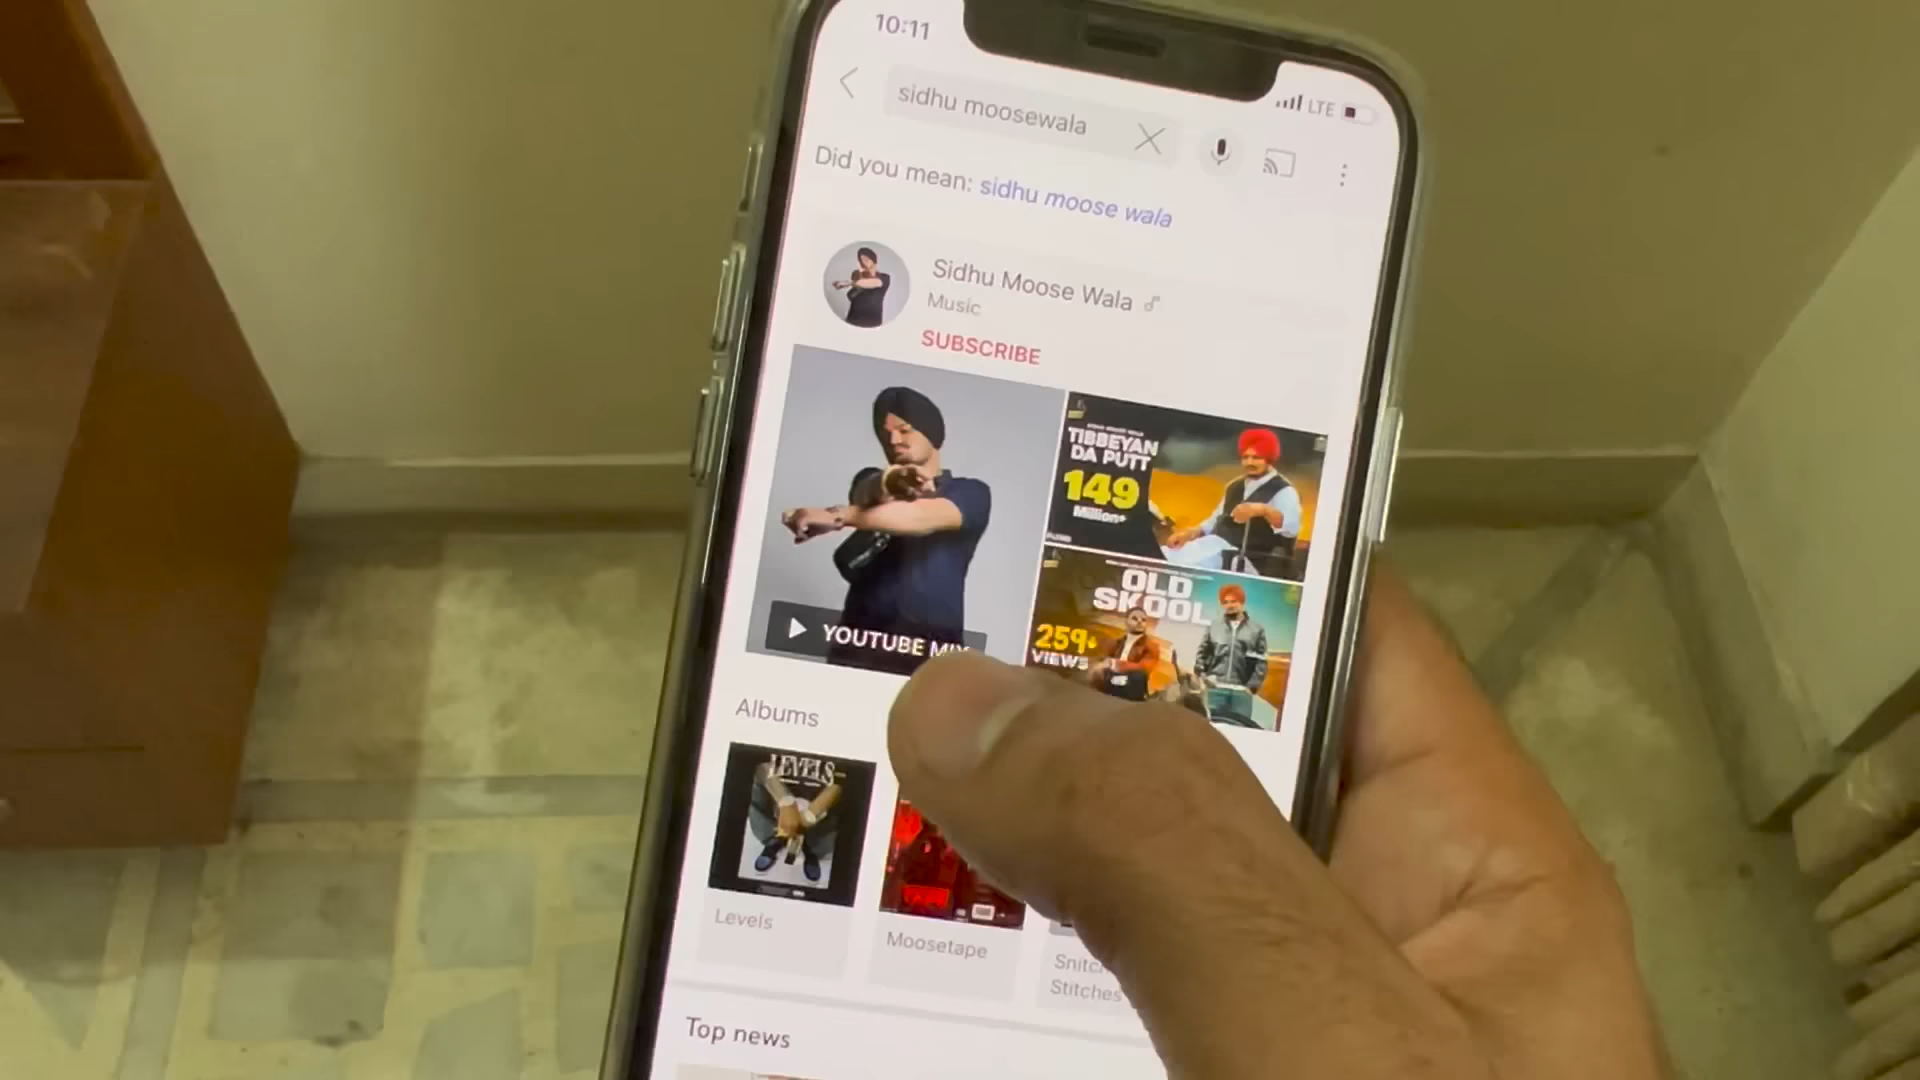 10:11
LTE
sidhu moosewala
Did you mean: sidhu moose wala
Sidhu Moose Wala
Music
SUBSCRIBE
TIBBEYAN
DA PUTT
149
Million+
OLD
SKOOL
259+
VIEWS
YOUTUBE MIX
Albums
LEVELS
Levels
Moosetape
Stitches
Top news